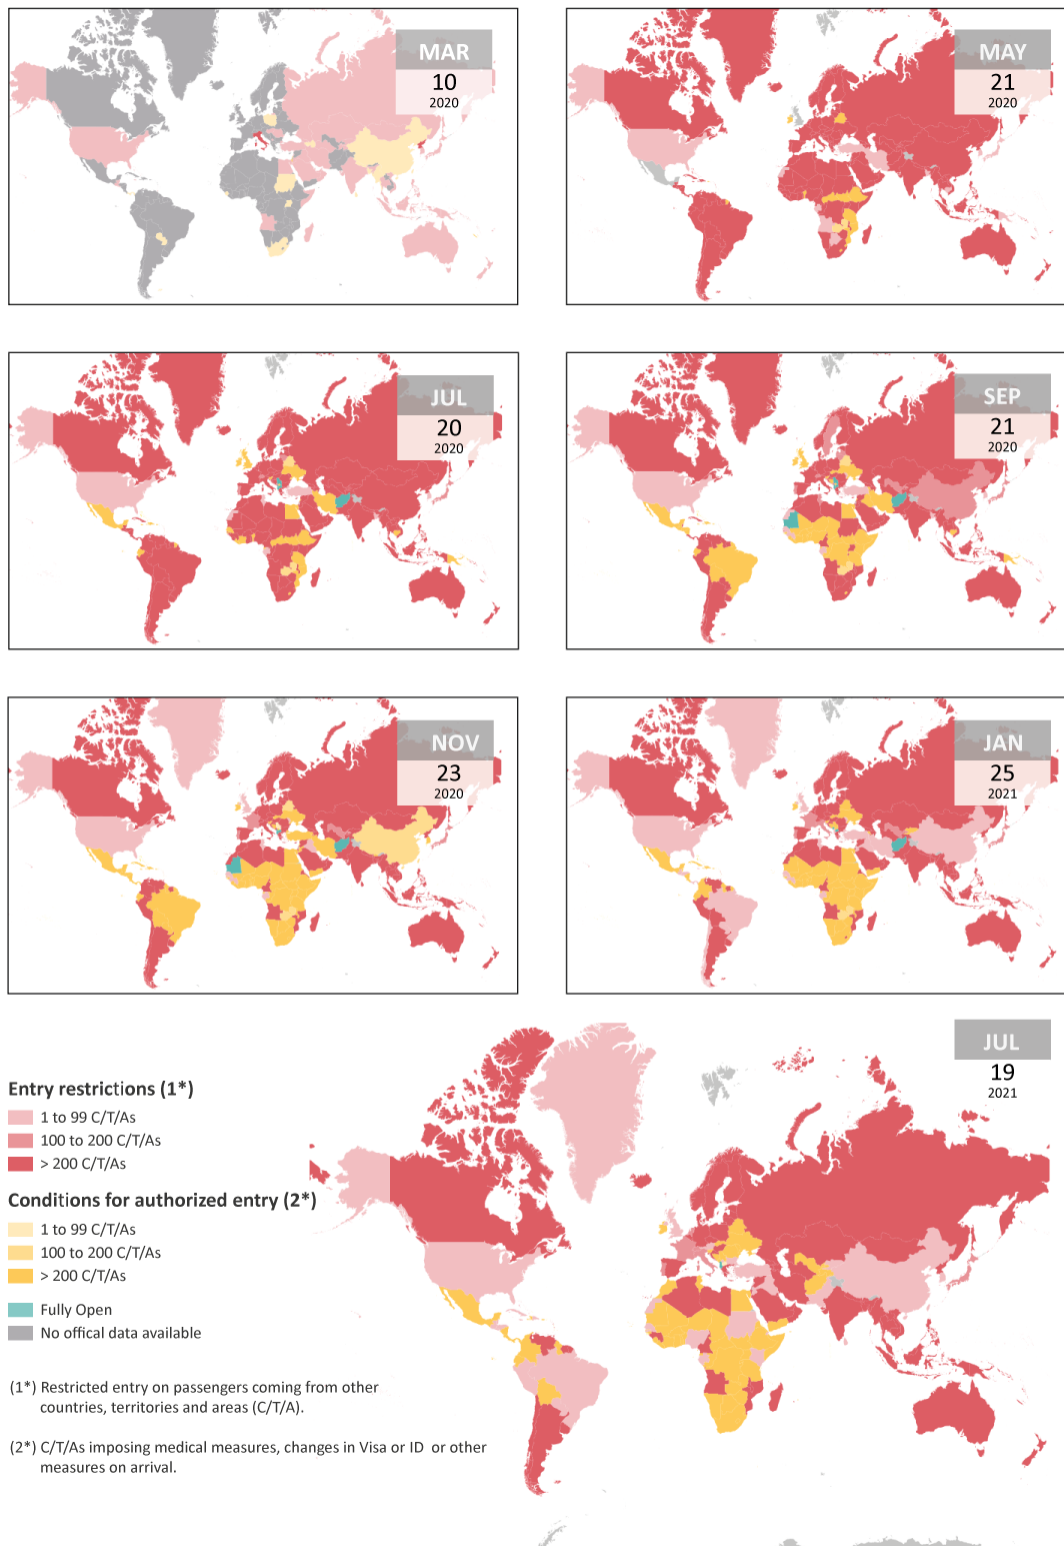 MAR
10
2020
MAY
21
2020
JUL
20
2020
SEP
21
2020
NOV
23
2020
JAN
25
2021
JUL
19
2021
Entry restrictions (1*)
1 to 99 C/T/As
100 to 200 C/T/As
> 200 C/T/As
Conditions for authorized entry (2*)
1 to 99 C/T/As
100 to 200 C/T/As
> 200 C/T/As
Fully Open
No offical data available
(1*) Restricted entry on passengers coming from other
countries, territories and areas (C/T/A).
(2*) C/T/As imposing medical measures, changes in Visa or ID or other
measures on arrival.